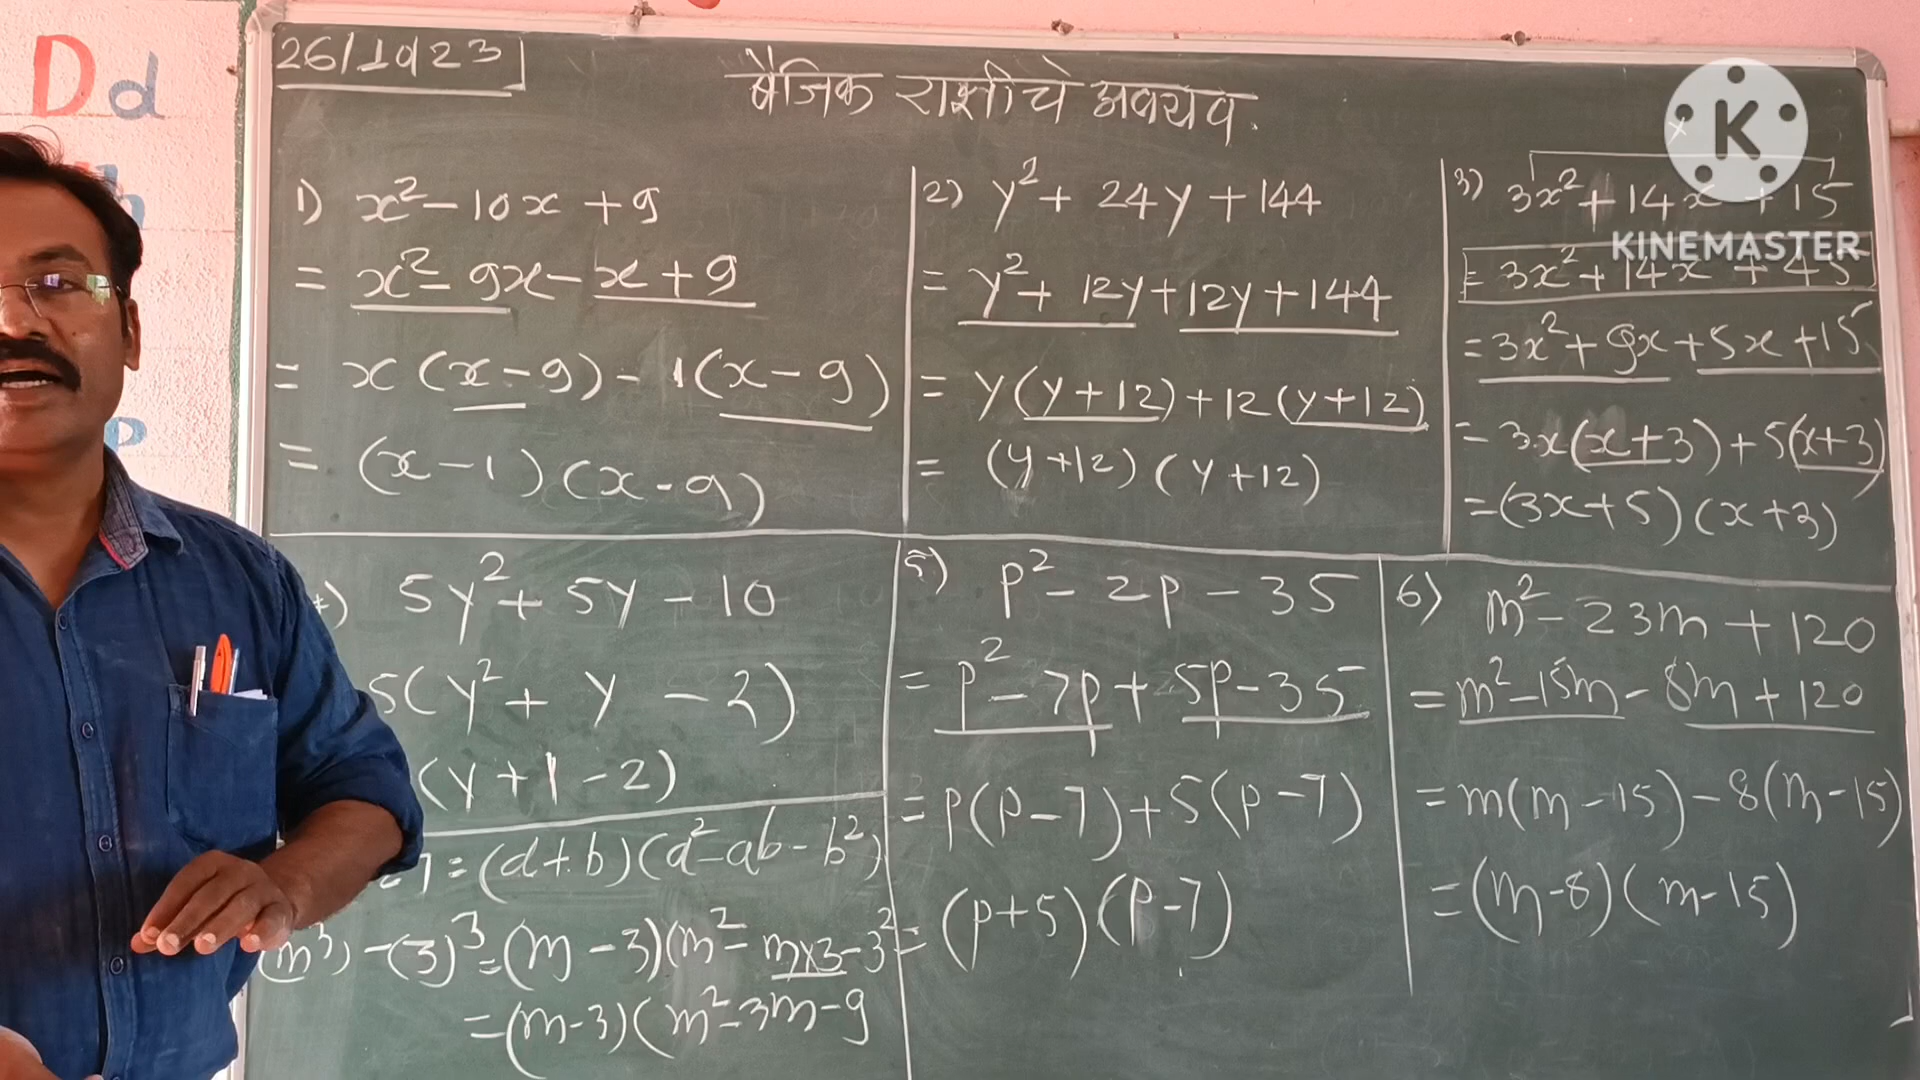 D d
26/10/23
बैजिक राशीचे अवयव.
K
KINEMASTER
1) x² - 10x + 9
= x² - 9x - x + 9
= x (x - 9) - 1 (x - 9)
= (x - 1) (x - 9)
2) y² + 24y + 144
= y² + 12y + 12y + 144
= y (y + 12) + 12 (y + 12)
= (y + 12) (y + 12)
3) 3x² + 14x + 15
= 3x² + 14x + 45
= 3x² + 9x + 5x + 15
= 3x (x + 3) + 5 (x + 3)
= (3x + 5) (x + 3)
5y² + 5y - 10
5 (y² + y - 2)
(y + 1 - 2)
= (a + b) (a² - ab - b²)
(m³) - (3)³ = (m - 3) (m² - m×3 - 3²
= (m - 3) (m² - 3m - 9
5) p² - 2p - 35
= p² - 7p + 5p - 35
= p (p - 7) + 5 (p - 7)
= (p + 5) (p - 7)
6) m² - 23m + 120
= m² - 15m - 8m + 120
= m (m - 15) - 8 (m - 15)
= (m - 8) (m - 15)